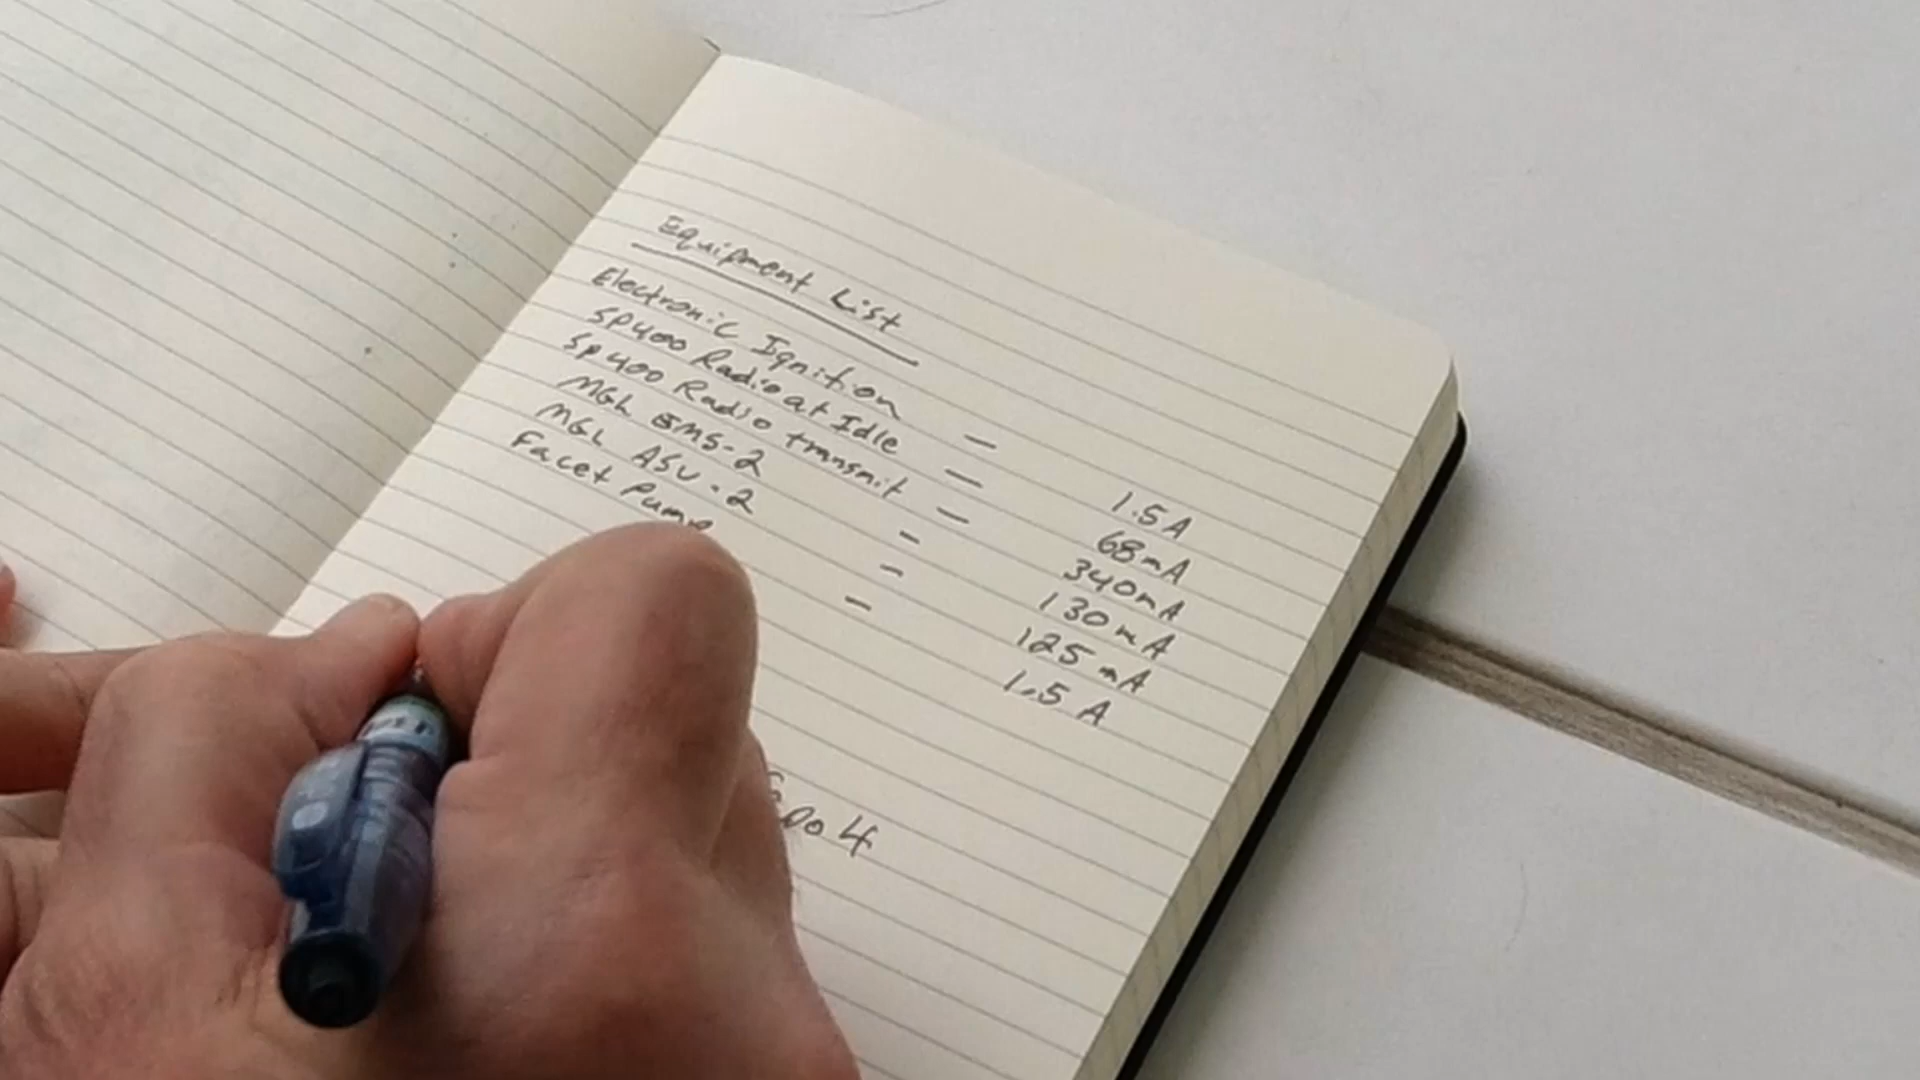 Equipment List
Electronic Ignition — 1.5A
SP400 Radio at Idle — 68mA
SP400 Radio transmit — 340mA
MGL EMS-2 — 130mA
MGL ASV-2 — 125mA
Facet Pump — 1.5A